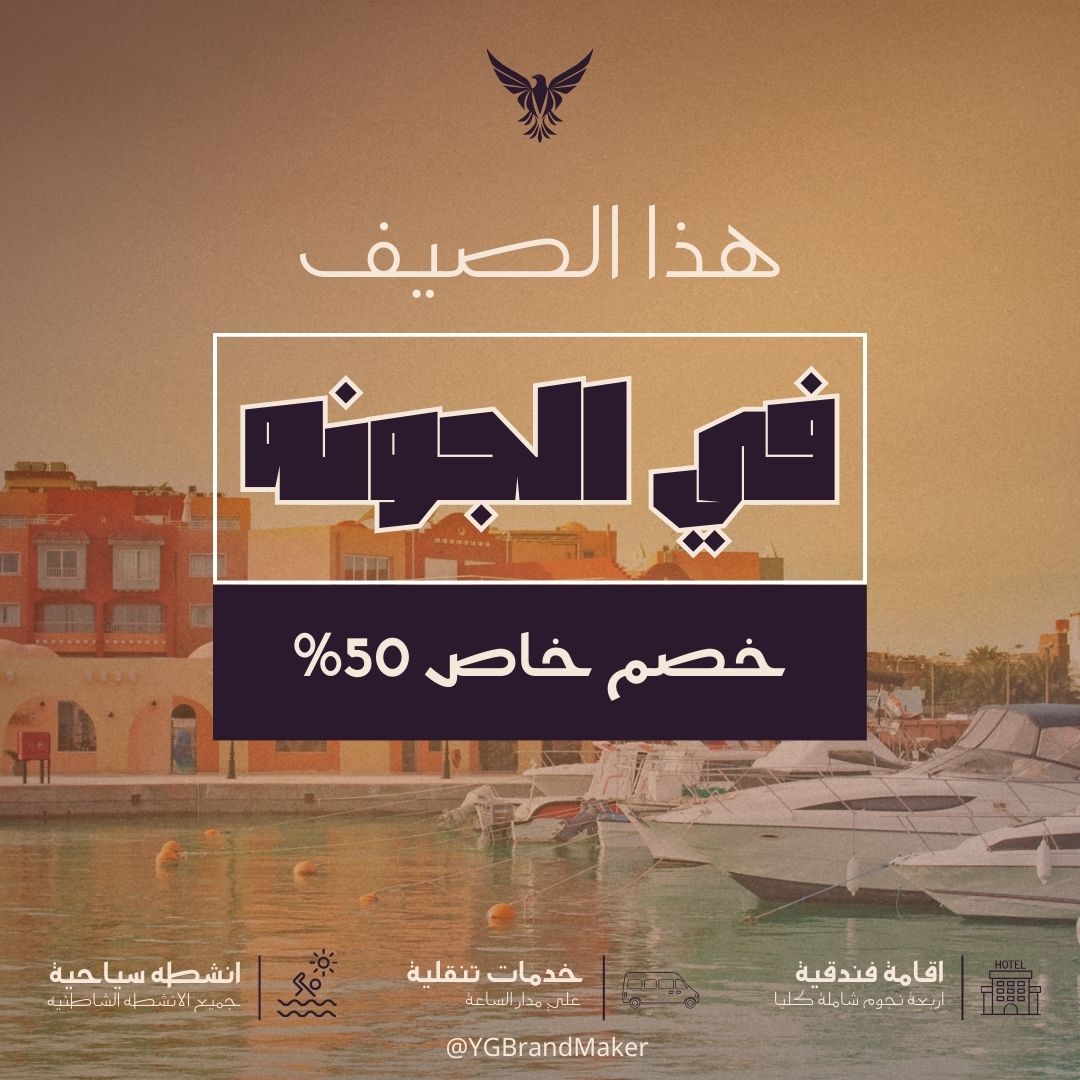 هذا الصيف
في الجونه
خصم خاص 50%
HOTEL
اقامة فندقية
اربعة نجوم شاملة كليا
خدمات تنقلية
علي مدار الساعة
انشطه سياحية
جميع الانشطه الشاطئيه
@YGBrandMaker